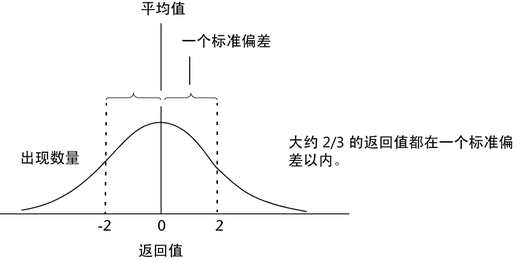 平均值
一个标准偏差
出现数量
大约 2/3 的返回值都在一个标准偏
差以内。
-2 0 2
返回值